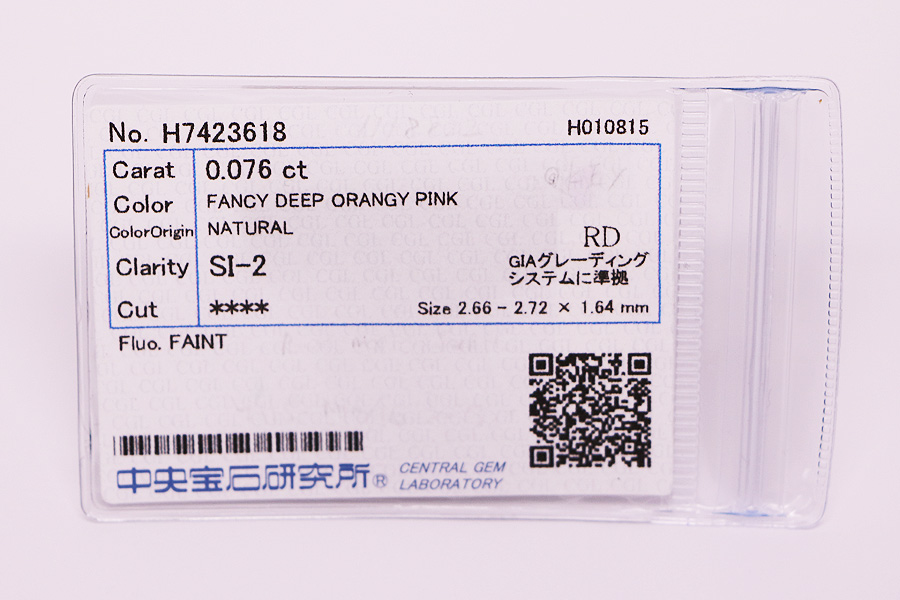 No. H7423618 H010815
Carat 0.076 ct
Color FANCY DEEP ORANGY PINK
ColorOrigin NATURAL
RD
Clarity SI-2 GIAグレーディング
システムに準拠
Cut **** Size 2.66 - 2.72 × 1.64 mm
Fluo. FAINT
中央宝石研究所® CENTRAL GEM
LABORATORY